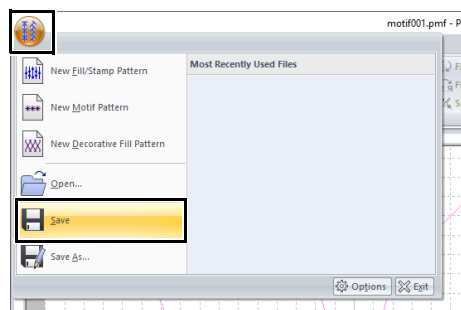 motif001.pmf - P
Most Recently Used Files
New Fill/Stamp Pattern
New Motif Pattern
New Decorative Fill Pattern
Open...
Save
Save As...
Options
Exit